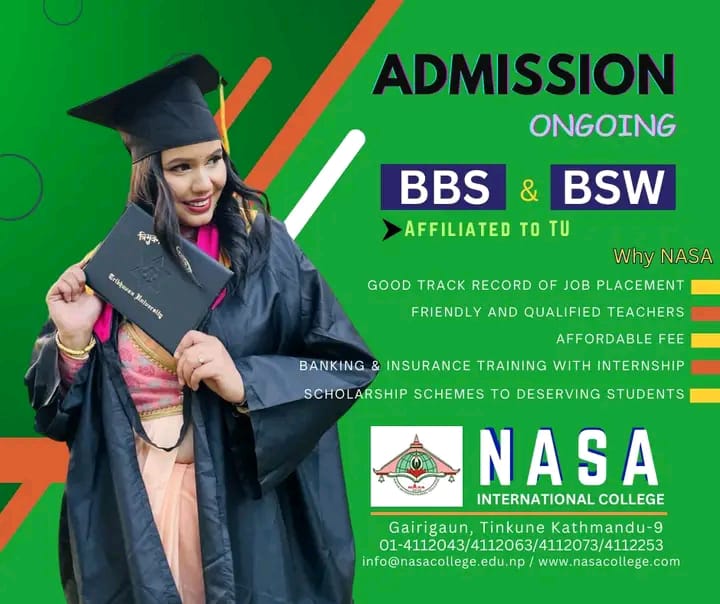 ADMISSION
ONGOING
BBS & BSW
AFFILIATED TO TU
Why NASA
GOOD TRACK RECORD OF JOB PLACEMENT
FRIENDLY AND QUALIFIED TEACHERS
AFFORDABLE FEE
BANKING & INSURANCE TRAINING WITH INTERNSHIP
SCHOLARSHIP SCHEMES TO DESERVING STUDENTS
Tribhuvan University
NASA
INTERNATIONAL COLLEGE
Gairigaun, Tinkune Kathmandu-9
01-4112043/4112063/4112073/4112253
info@nasacollege.edu.np / www.nasacollege.com